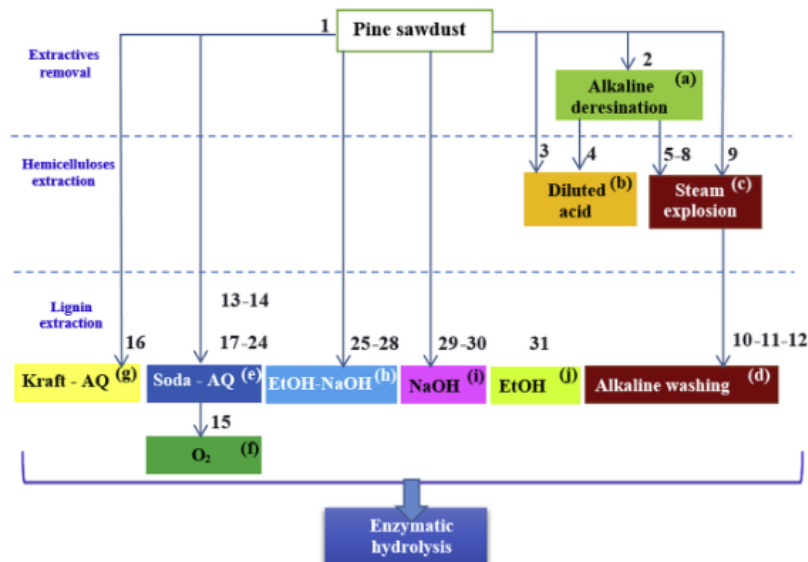 1
Pine sawdust
Extractives
removal
2
Alkaline (a)
deresination
Hemicelluloses
extraction
3
4
5-8
9
Diluted (b)
acid
Steam (c)
explosion
Lignin
extraction
13-14
16
17-24
25-28
29-30
31
10-11-12
Kraft - AQ (g)
Soda - AQ (e)
EtOH-NaOH (h)
NaOH (i)
EtOH (j)
Alkaline washing (d)
15
O₂ (f)
Enzymatic
hydrolysis